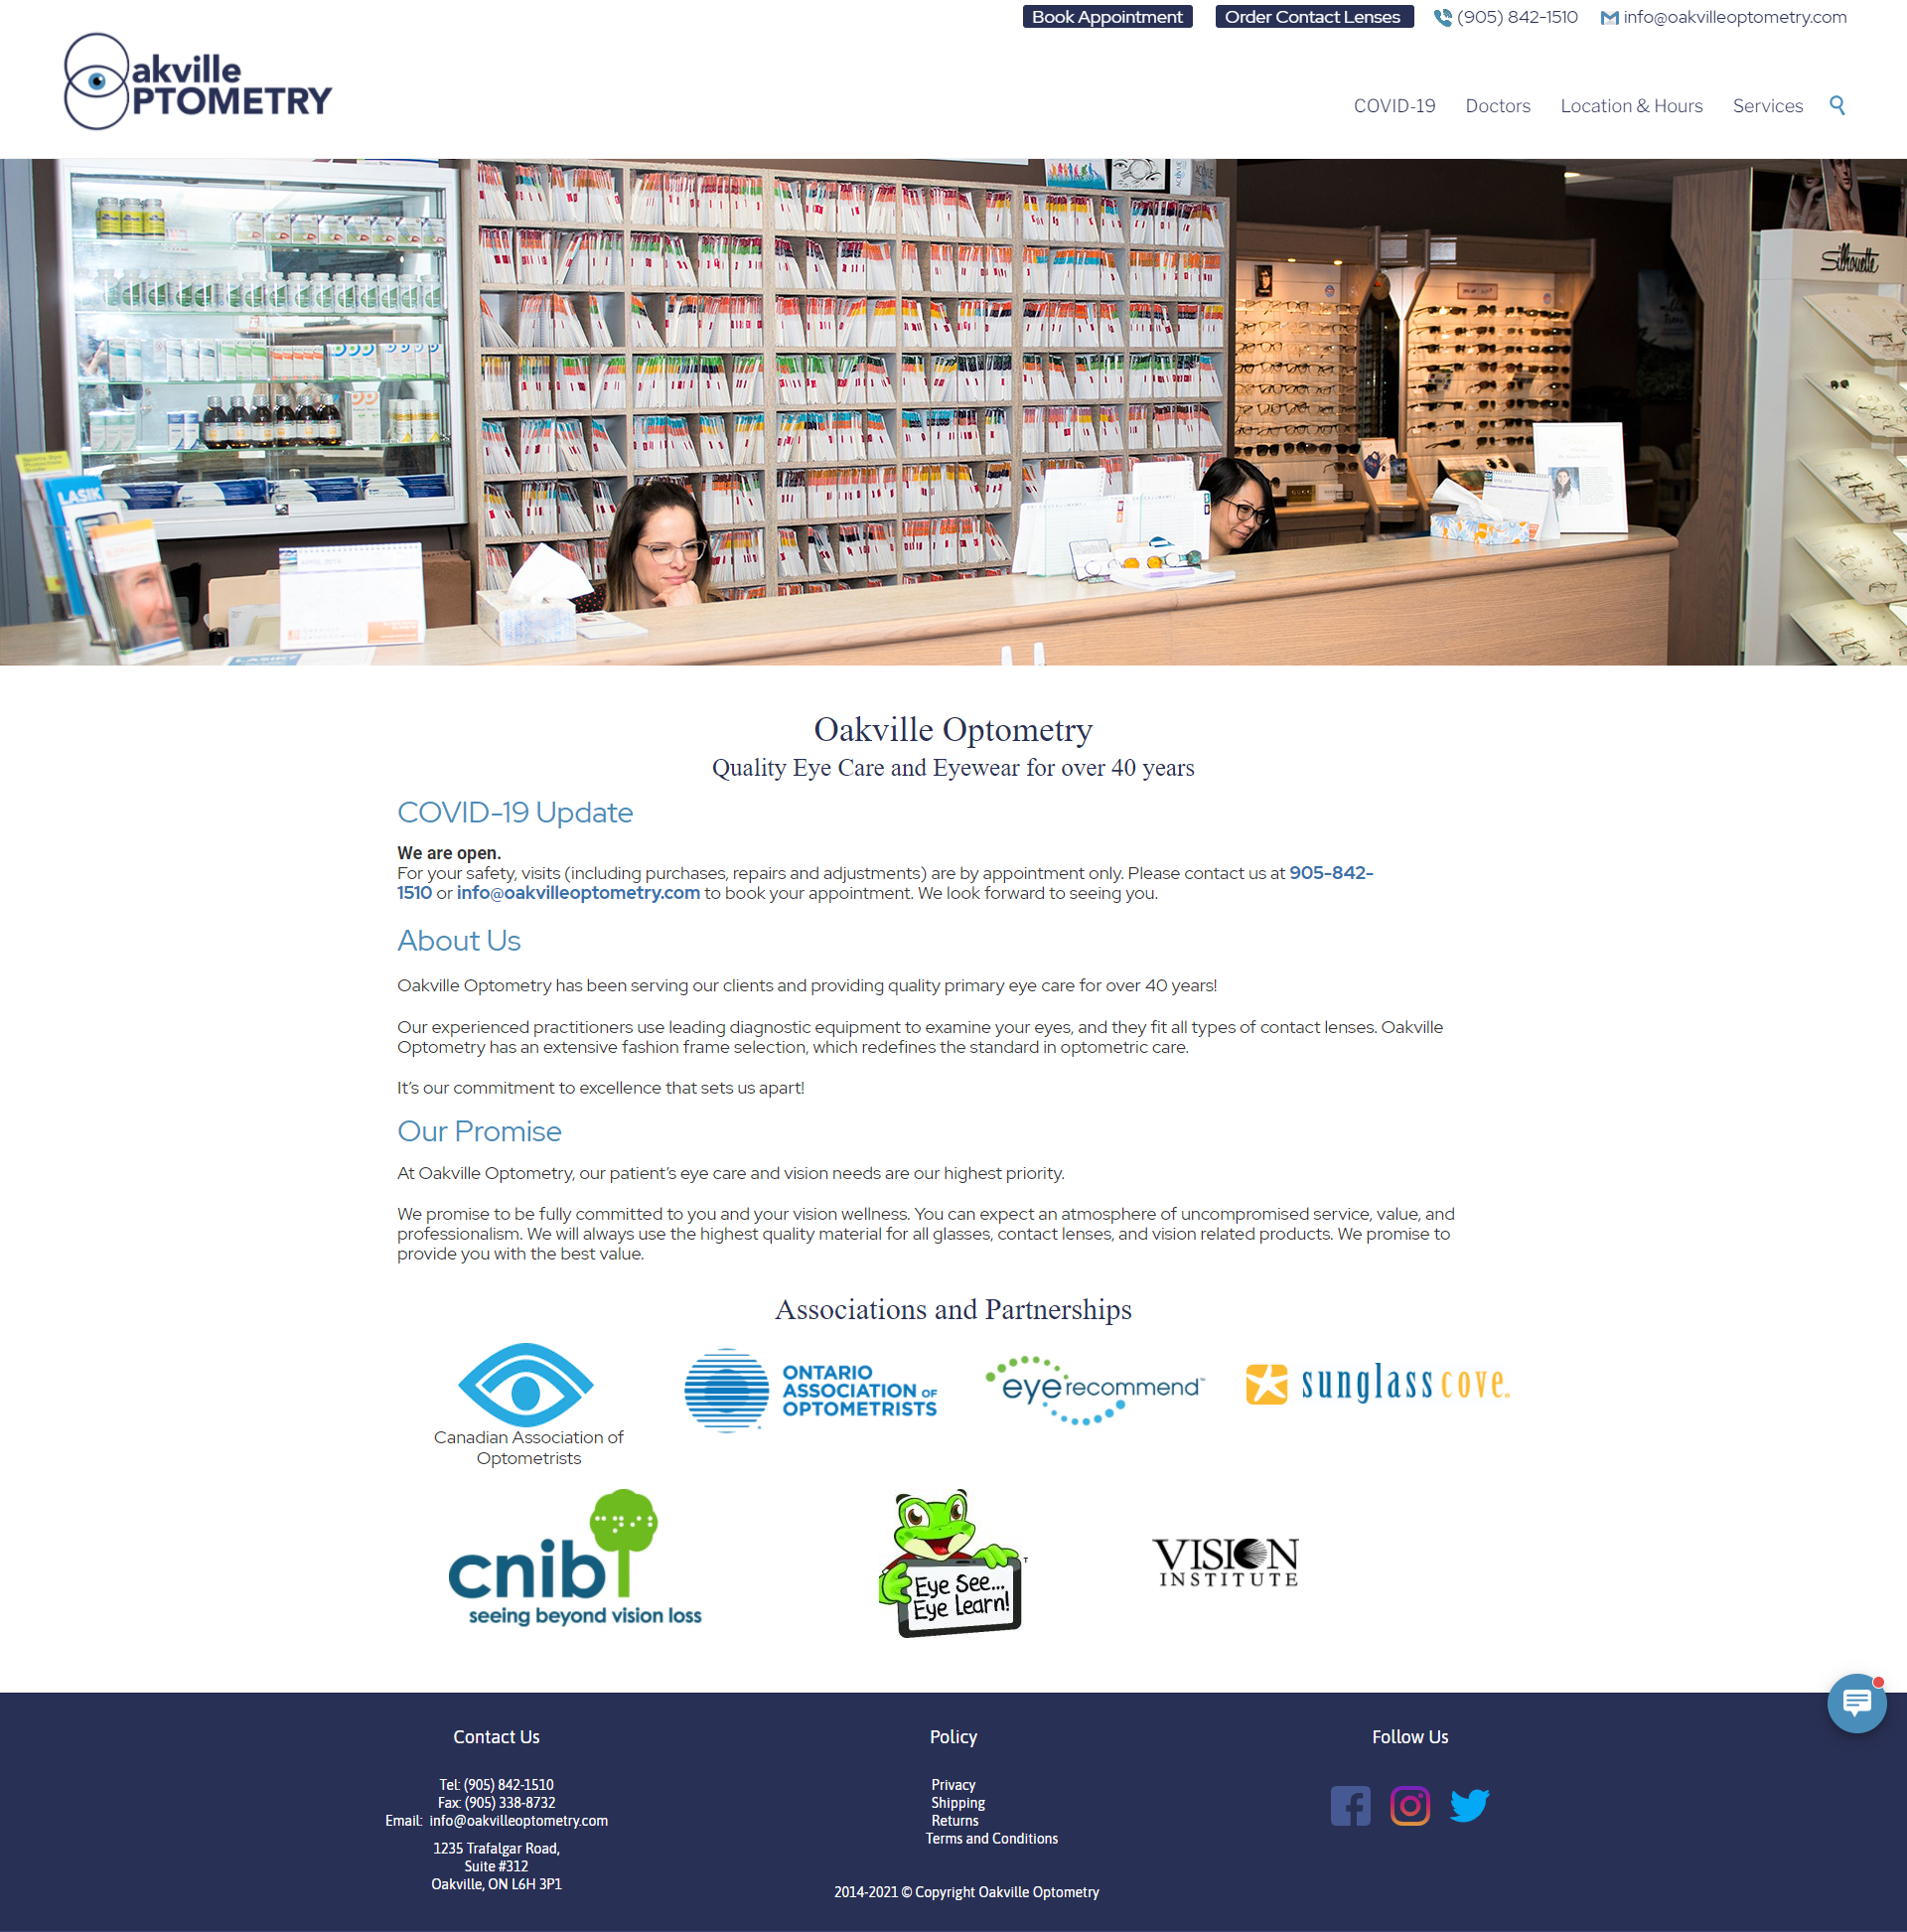 Book Appointment
Order Contact Lenses
(905) 842-1510
info@oakvilleoptometry.com
akville
PTOMETRY
COVID-19
Doctors
Location & Hours
Services
Silhouette
LASIK
Oakville Optometry
Quality Eye Care and Eyewear for over 40 years
COVID-19 Update
We are open.
For your safety, visits (including purchases, repairs and adjustments) are by appointment only. Please contact us at 905-842-
1510 or info@oakvilleoptometry.com to book your appointment. We look forward to seeing you.
About Us
Oakville Optometry has been serving our clients and providing quality primary eye care for over 40 years!
Our experienced practitioners use leading diagnostic equipment to examine your eyes, and they fit all types of contact lenses. Oakville
Optometry has an extensive fashion frame selection, which redefines the standard in optometric care.
It's our commitment to excellence that sets us apart!
Our Promise
At Oakville Optometry, our patient's eye care and vision needs are our highest priority.
We promise to be fully committed to you and your vision wellness. You can expect an atmosphere of uncompromised service, value, and
professionalism. We will always use the highest quality material for all glasses, contact lenses, and vision related products. We promise to
provide you with the best value.
Associations and Partnerships
Canadian Association of
Optometrists
ONTARIO
ASSOCIATION OF
OPTOMETRISTS
eyerecommend™
sunglass cove®
cnib
seeing beyond vision loss
Eye See...
Eye Learn!
VISION
INSTITUTE
Contact Us
Tel: (905) 842-1510
Fax: (905) 338-8732
Email: info@oakvilleoptometry.com
1235 Trafalgar Road,
Suite #312
Oakville, ON L6H 3P1
Policy
Privacy
Shipping
Returns
Terms and Conditions
2014-2021 © Copyright Oakville Optometry
Follow Us